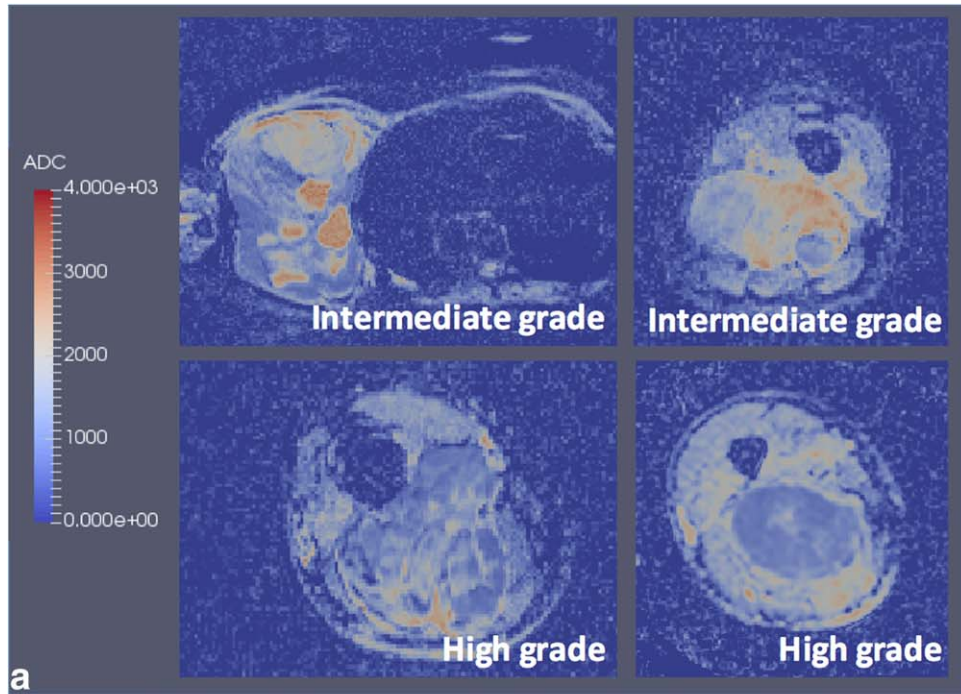 ADC
4.000e+03
3000
2000
1000
0.000e+00
Intermediate grade
Intermediate grade
High grade
High grade
a